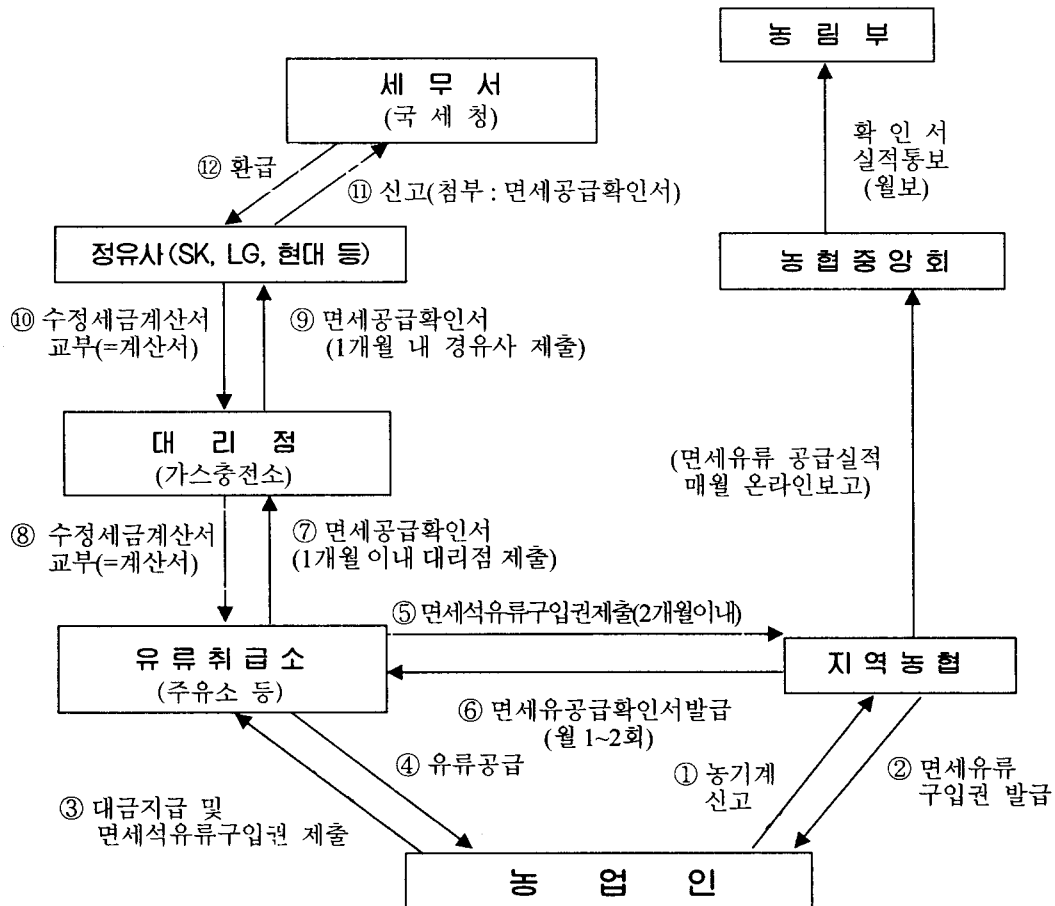 농 림 부
세 무 서
(국 세 청)
확 인 서
실적통보
(월보)
⑫ 환급
⑪ 신고(첨부 : 면세공급확인서)
정유사(SK, LG, 현대 등)
농협중앙회
⑩ 수정세금계산서
교부(=계산서)
⑨ 면세공급확인서
(1개월 내 경유사 제출)
대 리 점
(가스충전소)
(면세유류 공급실적
매월 온라인보고)
⑧ 수정세금계산서
교부(=계산서)
⑦ 면세공급확인서
(1개월 이내 대리점 제출)
⑤ 면세석유류구입권제출(2개월이내)
유류취급소
(주유소 등)
지역농협
⑥ 면세유공급확인서발급
(월 1~2회)
④ 유류공급
① 농기계
신고
② 면세유류
구입권 발급
③ 대금지급 및
면세석유류구입권 제출
농 업 인